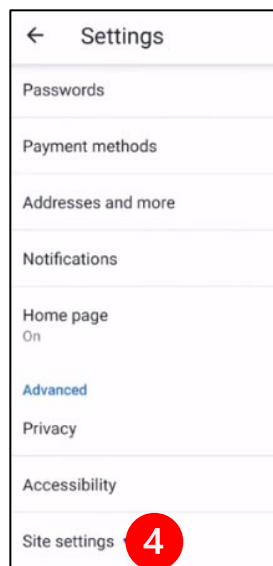 ← Settings
Passwords
Payment methods
Addresses and more
Notifications
Home page
On
Advanced
Privacy
Accessibility
Site settings 4